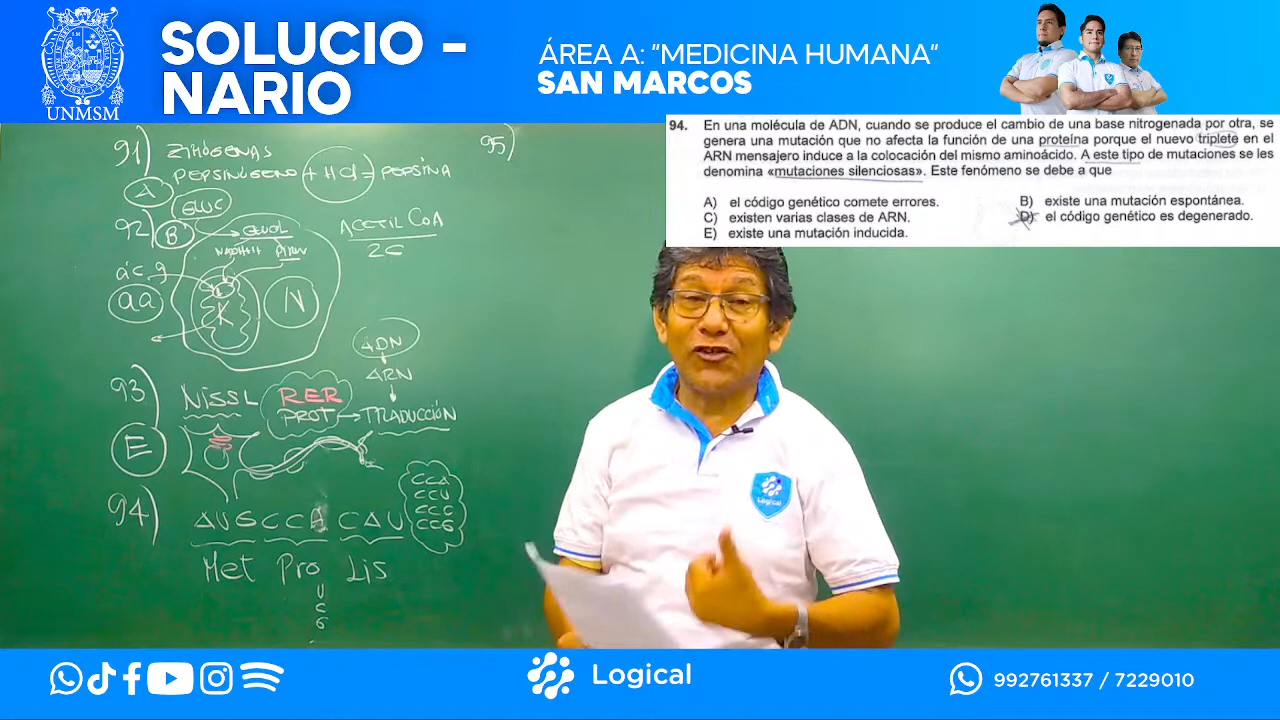 UNMSM
SOLUCIO -
NARIO
ÁREA A: "MEDICINA HUMANA"
SAN MARCOS
94. En una molécula de ADN, cuando se produce el cambio de una base nitrogenada por otra, se
genera una mutación que no afecta la función de una proteína porque el nuevo triplete en el
ARN mensajero induce a la colocación del mismo aminoácido. A este tipo de mutaciones se les
denomina «mutaciones silenciosas». Este fenómeno se debe a que
A) el código genético comete errores.
B) existe una mutación espontánea.
C) existen varias clases de ARN.
D) el código genético es degenerado.
E) existe una mutación inducida.
91) ZIMÓGENAS
PEPSINÓGENO + HCl = PEPSINA
A
GLUC
92) B
ACETIL CoA
2C
aa
K
N
ADN
ARN
93) NISSL RER
PROT → TRADUCCIÓN
E
94) AUG CCA CAU
CCA
CCU
CCC
CCG
Met Pro Lis
U
C
G
95)
Logical
Logical
992761337 / 7229010